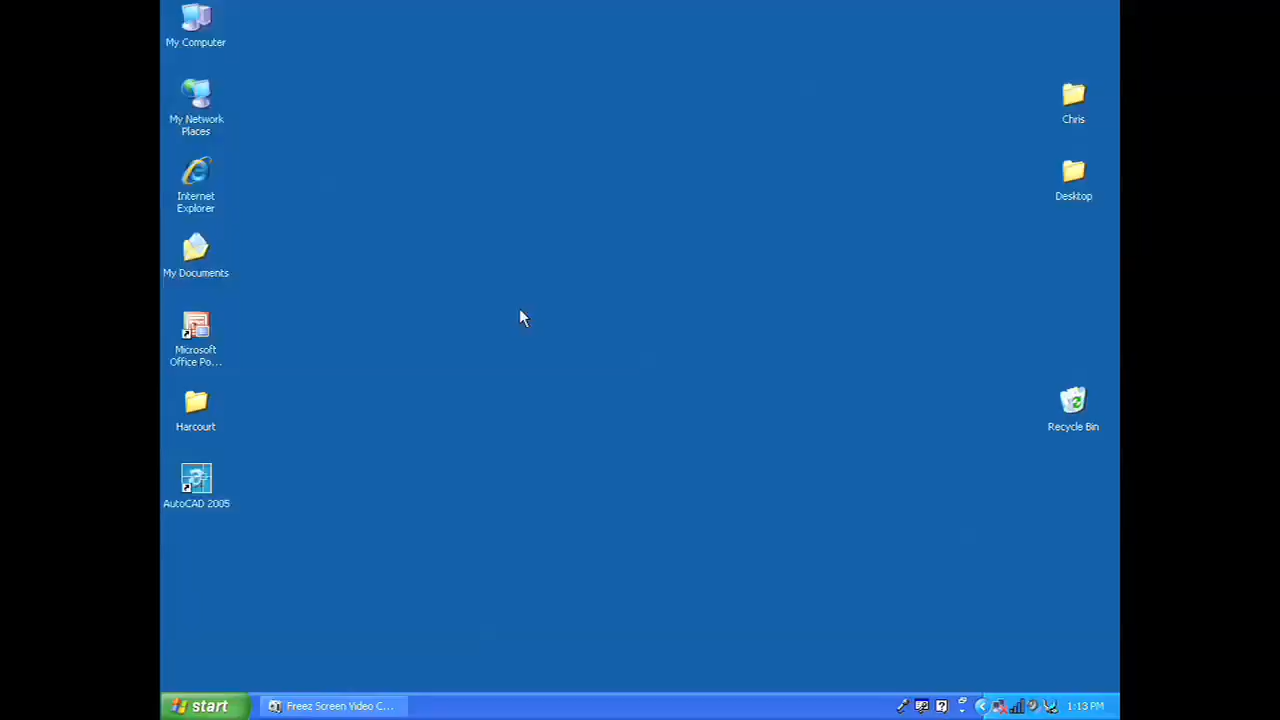 My Computer
My Network
Places
Internet
Explorer
My Documents
Microsoft
Office Po...
Harcourt
AutoCAD 2005
Chris
Desktop
Recycle Bin
start
Freez Screen Video C...
1:13 PM